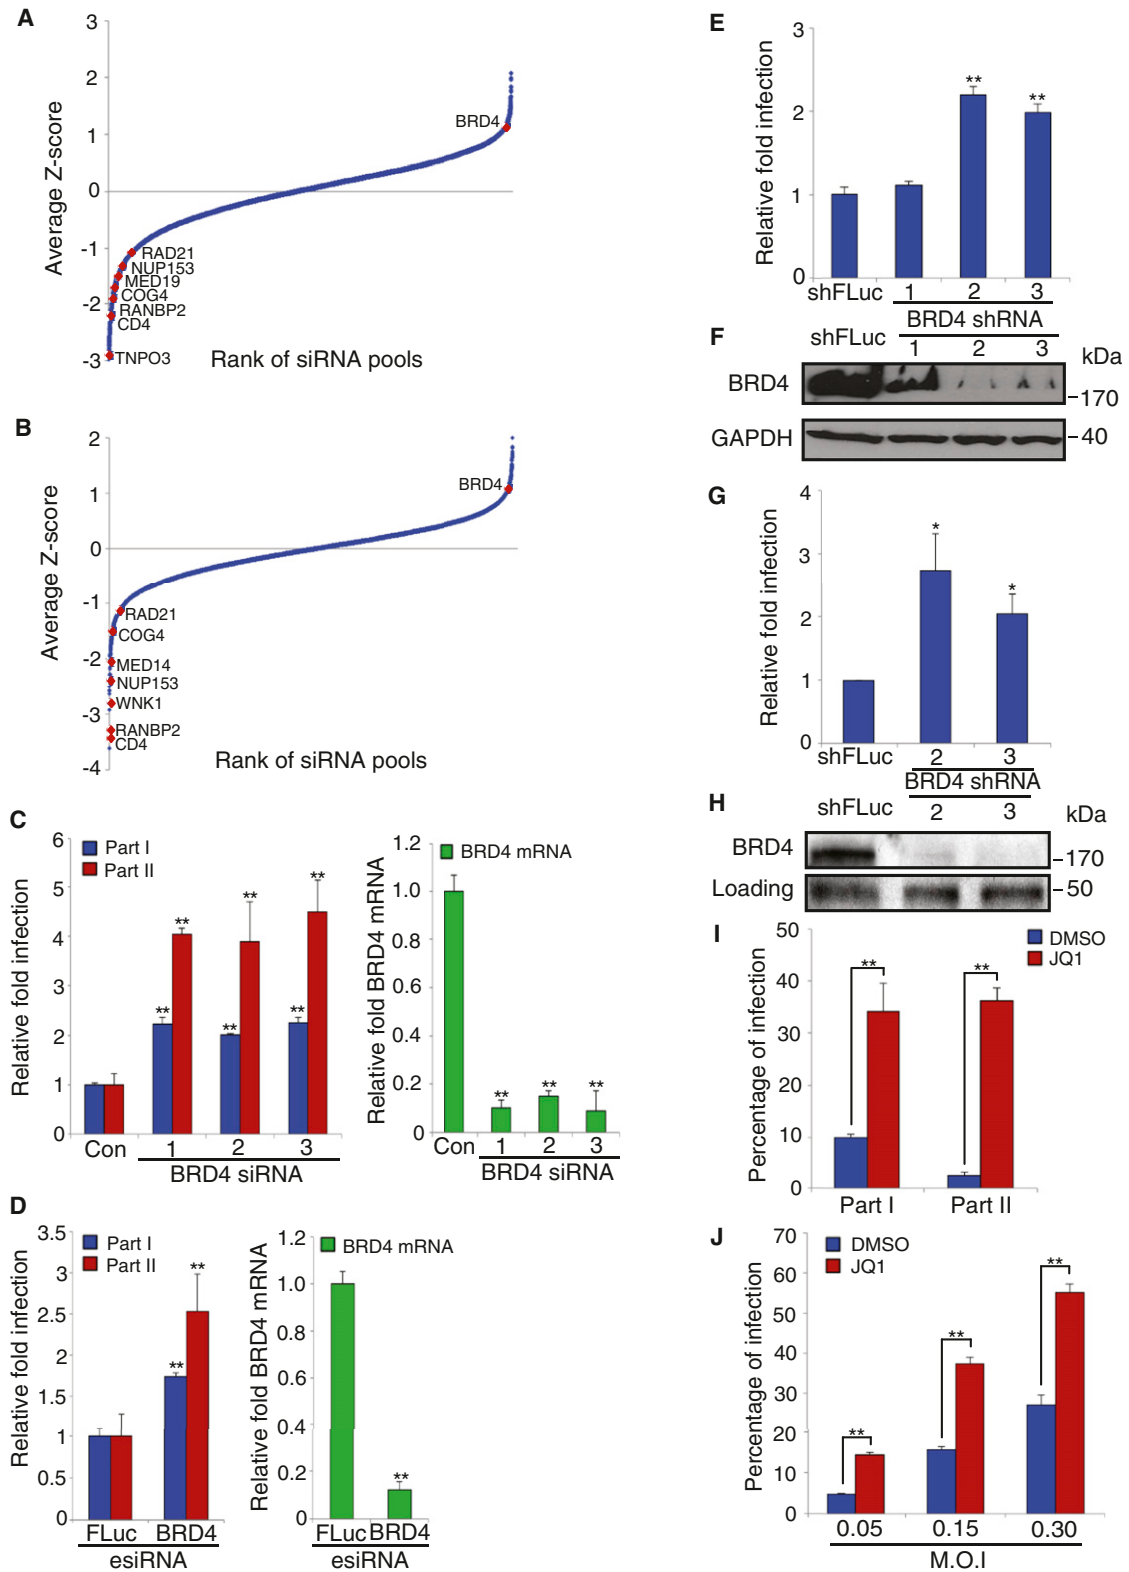 A
3
2
1
0
-1
-2
-3
Average Z-score
BRD4
RAD21
NUP153
MED19
COG4
RANBP2
CD4
TNPO3
Rank of siRNA pools
B
2
1
0
-1
-2
-3
-4
Average Z-score
BRD4
RAD21
COG4
MED14
NUP153
WNK1
RANBP2
CD4
Rank of siRNA pools
C
6
5
4
3
2
1
0
Relative fold infection
Part I
Part II
**
**
**
**
**
**
Con 1 2 3
BRD4 siRNA
1.2
1.0
0.8
0.6
0.4
0.2
0
Relative fold BRD4 mRNA
BRD4 mRNA
** ** **
Con 1 2 3
BRD4 siRNA
D
3.5
3
2.5
2
1.5
1
0.5
0
Relative fold infection
Part I
Part II
**
**
FLuc BRD4
esiRNA
1.2
1.0
0.8
0.6
0.4
0.2
0
Relative fold BRD4 mRNA
BRD4 mRNA
**
FLuc BRD4
esiRNA
E
3
2
1
0
Relative fold infection
**
**
shFLuc 1 2 3
BRD4 shRNA
F
shFLuc 1 2 3 kDa
BRD4
170
GAPDH
40
G
4
3
2
1
0
Relative fold infection
*
*
shFLuc 2 3
BRD4 shRNA
H
shFLuc 2 3 kDa
BRD4
170
Loading
50
I
50
40
30
20
10
0
Percentage of infection
DMSO
JQ1
**
**
Part I Part II
J
70
60
50
40
30
20
10
0
Percentage of infection
DMSO
JQ1
**
**
**
0.05 0.15 0.30
M.O.I